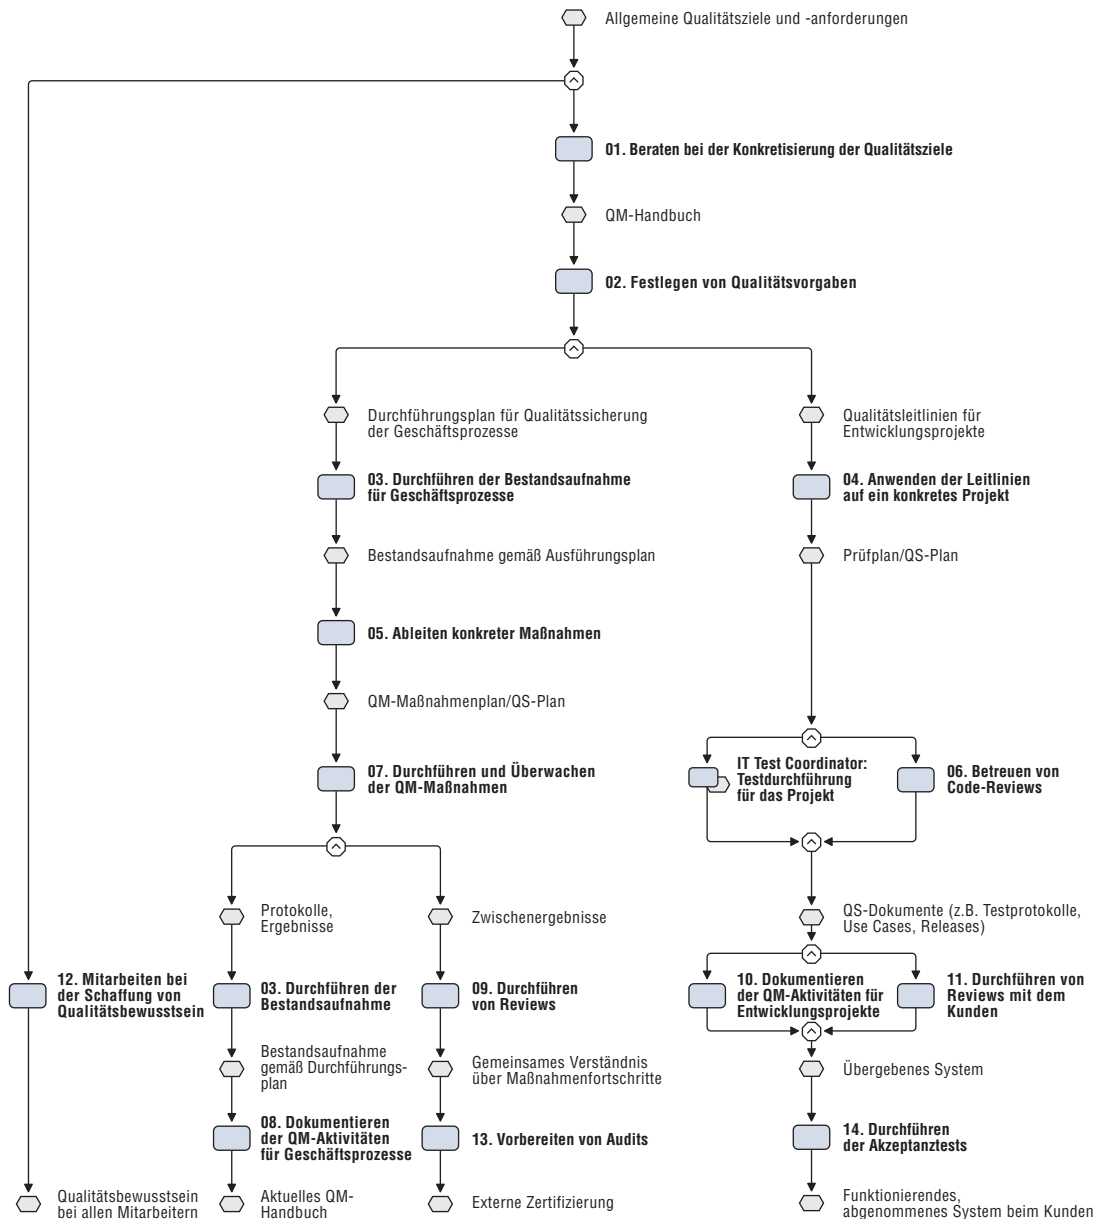 Allgemeine Qualitätsziele und -anforderungen
01. Beraten bei der Konkretisierung der Qualitätsziele
QM-Handbuch
02. Festlegen von Qualitätsvorgaben
Durchführungsplan für Qualitätssicherung
der Geschäftsprozesse
Qualitätsleitlinien für
Entwicklungsprojekte
03. Durchführen der Bestandsaufnahme
für Geschäftsprozesse
04. Anwenden der Leitlinien
auf ein konkretes Projekt
Bestandsaufnahme gemäß Ausführungsplan
Prüfplan/QS-Plan
05. Ableiten konkreter Maßnahmen
QM-Maßnahmenplan/QS-Plan
07. Durchführen und Überwachen
der QM-Maßnahmen
IT Test Coordinator:
Testdurchführung
für das Projekt
06. Betreuen von
Code-Reviews
Protokolle,
Ergebnisse
Zwischenergebnisse
QS-Dokumente (z.B. Testprotokolle,
Use Cases, Releases)
12. Mitarbeiten bei
der Schaffung von
Qualitätsbewusstsein
03. Durchführen der
Bestandsaufnahme
09. Durchführen
von Reviews
10. Dokumentieren
der QM-Aktivitäten für
Entwicklungsprojekte
11. Durchführen von
Reviews mit dem
Kunden
Bestandsaufnahme
gemäß Durchführungs-
plan
Gemeinsames Verständnis
über Maßnahmenfortschritte
Übergebenes System
08. Dokumentieren
der QM-Aktivitäten
für Geschäftsprozesse
13. Vorbereiten von Audits
14. Durchführen
der Akzeptanztests
Qualitätsbewusstsein
bei allen Mitarbeitern
Aktuelles QM-
Handbuch
Externe Zertifizierung
Funktionierendes,
abgenommenes System beim Kunden